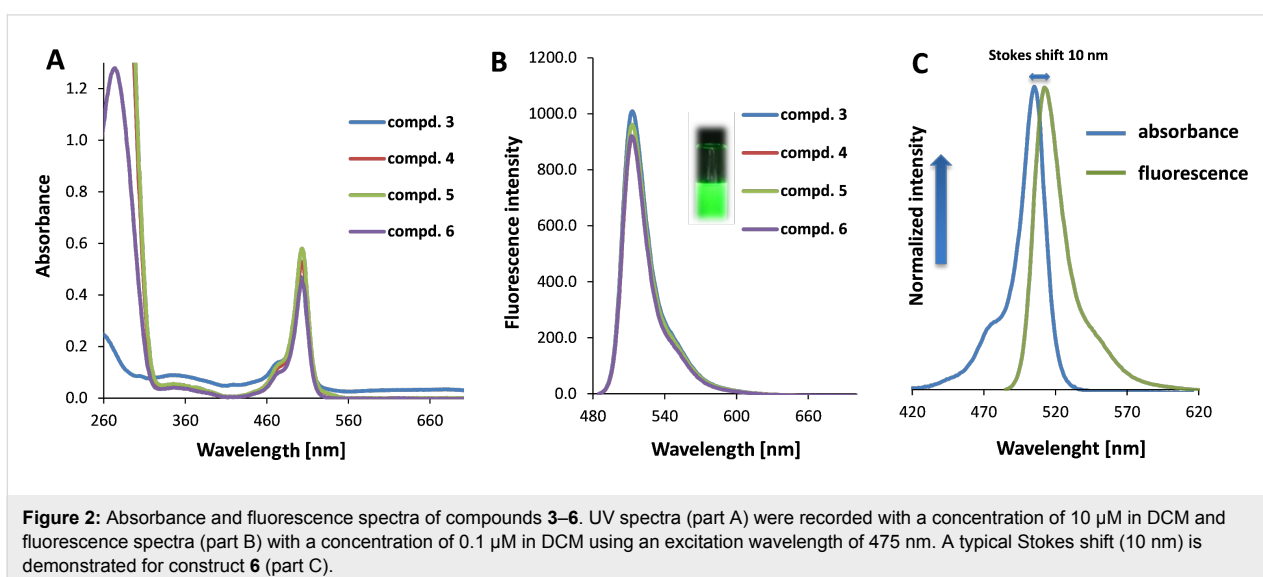 A
1.2
1.0
0.8
0.6
0.4
0.2
0.0
260 360 460 560 660
Absorbance
Wavelength [nm]
compd. 3
compd. 4
compd. 5
compd. 6
B
1200.0
1000.0
800.0
600.0
400.0
200.0
0.0
480 540 600 660
Fluorescence intensity
Wavelength [nm]
compd. 3
compd. 4
compd. 5
compd. 6
C
Stokes shift 10 nm
absorbance
fluorescence
Normalized intensity
420 470 520 570 620
Wavelenght [nm]
Figure 2: Absorbance and fluorescence spectra of compounds 3–6. UV spectra (part A) were recorded with a concentration of 10 µM in DCM and
fluorescence spectra (part B) with a concentration of 0.1 µM in DCM using an excitation wavelength of 475 nm. A typical Stokes shift (10 nm) is
demonstrated for construct 6 (part C).